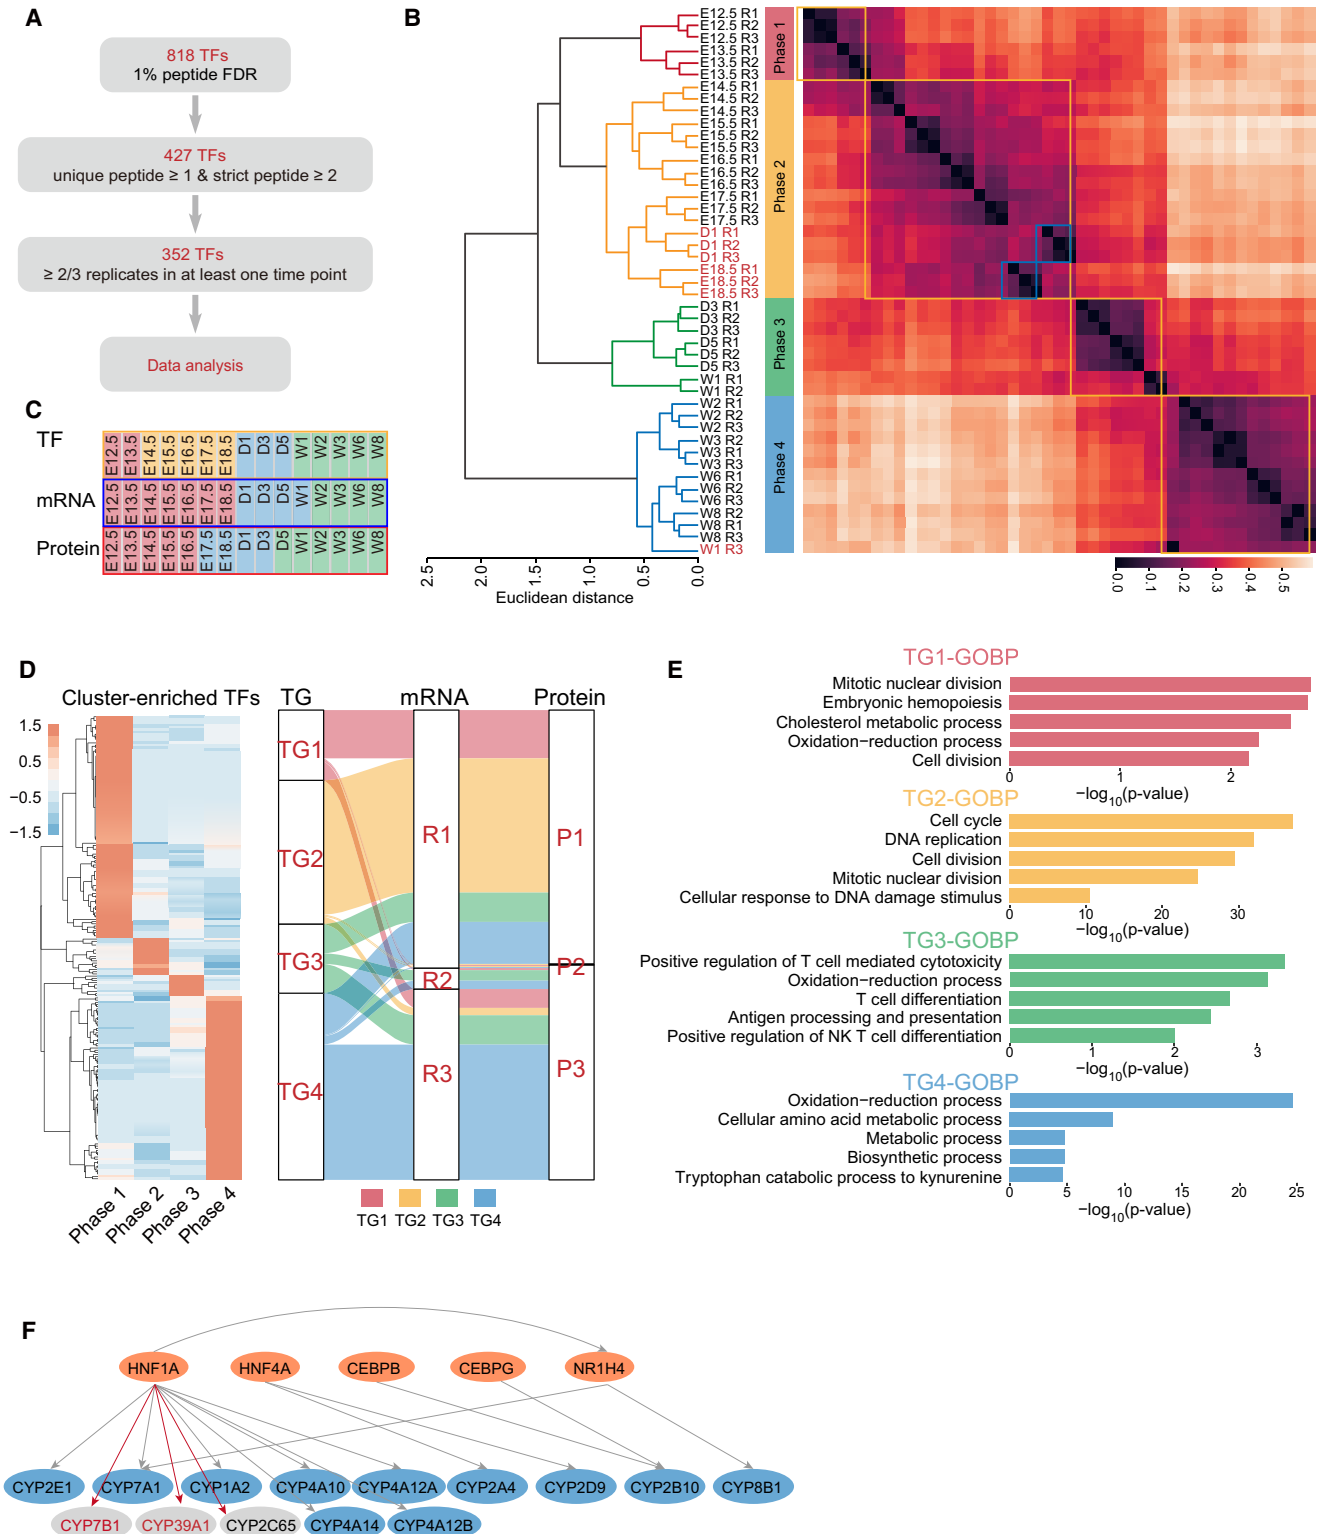 A
818 TFs
1% peptide FDR
427 TFs
unique peptide ≥ 1 & strict peptide ≥ 2
352 TFs
≥ 2/3 replicates in at least one time point
Data analysis
B
E12.5 R1
E12.5 R2
E12.5 R3
E13.5 R1
E13.5 R2
E13.5 R3
E14.5 R1
E14.5 R2
E14.5 R3
E15.5 R1
E15.5 R2
E15.5 R3
E16.5 R1
E16.5 R2
E16.5 R3
E17.5 R1
E17.5 R2
E17.5 R3
D1 R1
D1 R2
D1 R3
E18.5 R1
E18.5 R2
E18.5 R3
D3 R1
D3 R2
D3 R3
D5 R1
D5 R2
D5 R3
W1 R1
W1 R2
W2 R1
W2 R2
W2 R3
W3 R2
W3 R1
W3 R3
W6 R1
W6 R2
W6 R3
W8 R2
W8 R1
W8 R3
W1 R3
Phase 1
Phase 2
Phase 3
Phase 4
2.5 2.0 1.5 1.0 0.5 0.0
Euclidean distance
0.0 0.1 0.2 0.3 0.4 0.5
C
TF E12.5 E13.5 E14.5 E15.5 E16.5 E17.5 E18.5 D1 D3 D5 W1 W2 W3 W6 W8
mRNA E12.5 E13.5 E14.5 E15.5 E16.5 E17.5 E18.5 D1 D3 D5 W1 W2 W3 W6 W8
Protein E12.5 E13.5 E14.5 E15.5 E16.5 E17.5 E18.5 D1 D3 D5 W1 W2 W3 W6 W8
D
Cluster-enriched TFs
1.5
0.5
−0.5
−1.5
Phase 1 Phase 2 Phase 3 Phase 4
TG mRNA Protein
TG1
TG2
TG3
TG4
R1
R2
R3
P1
P2
P3
TG1 TG2 TG3 TG4
E
TG1-GOBP
Mitotic nuclear division
Embryonic hemopoiesis
Cholesterol metabolic process
Oxidation−reduction process
Cell division
0 1 2
−log10(p-value)
TG2-GOBP
Cell cycle
DNA replication
Cell division
Mitotic nuclear division
Cellular response to DNA damage stimulus
0 10 20 30
−log10(p-value)
TG3-GOBP
Positive regulation of T cell mediated cytotoxicity
Oxidation−reduction process
T cell differentiation
Antigen processing and presentation
Positive regulation of NK T cell differentiation
0 1 2 3
−log10(p-value)
TG4-GOBP
Oxidation−reduction process
Cellular amino acid metabolic process
Metabolic process
Biosynthetic process
Tryptophan catabolic process to kynurenine
0 5 10 15 20 25
−log10(p-value)
F
HNF1A HNF4A CEBPB CEBPG NR1H4
CYP2E1 CYP7A1 CYP1A2 CYP4A10 CYP4A12A CYP2A4 CYP2D9 CYP2B10 CYP8B1
CYP7B1 CYP39A1 CYP2C65 CYP4A14 CYP4A12B